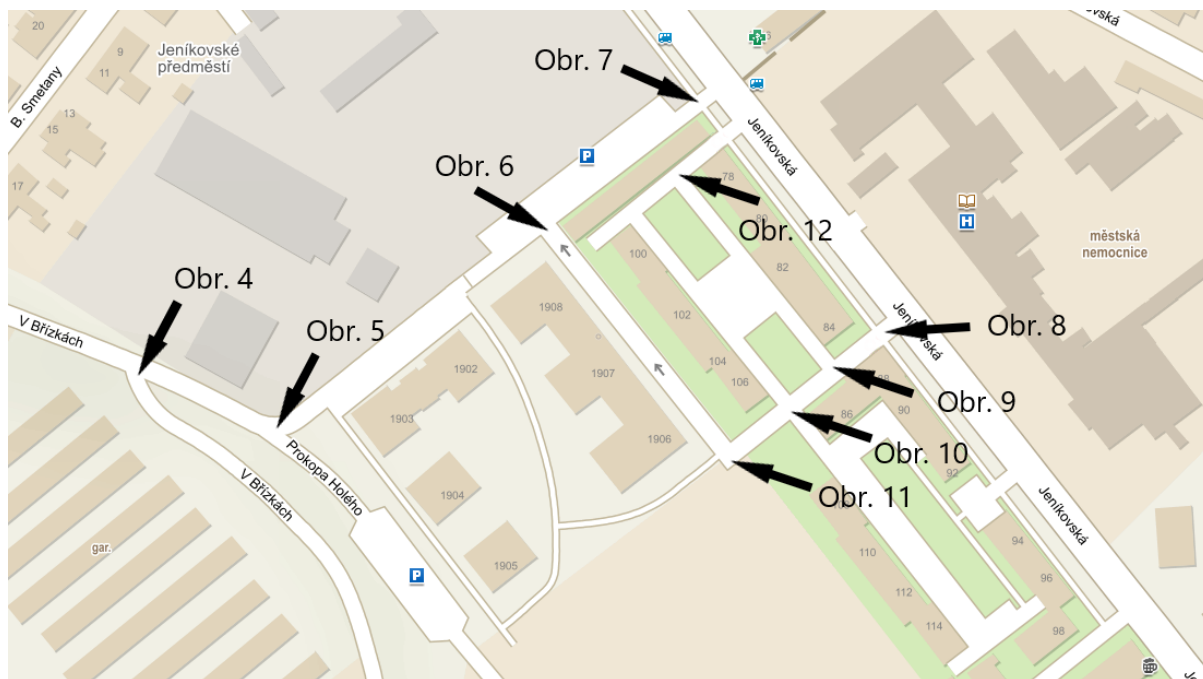 20
9
11
Jeníkovské
předměstí
B. Smetany
13
15
17
Obr. 7
P
Obr. 6
Jeníkovská
78
80
82
84
Obr. 12
H
městská
nemocnice
100
102
104
106
Obr. 4
V Břízkách
Obr. 5
1908
1907
1906
1902
1903
1904
1905
Prokopa Holého
V Břízkách
gar.
P
Jeníkovská
Obr. 8
86
90
92
Obr. 9
Obr. 10
Obr. 11
Jeníkovská
94
96
98
110
112
114